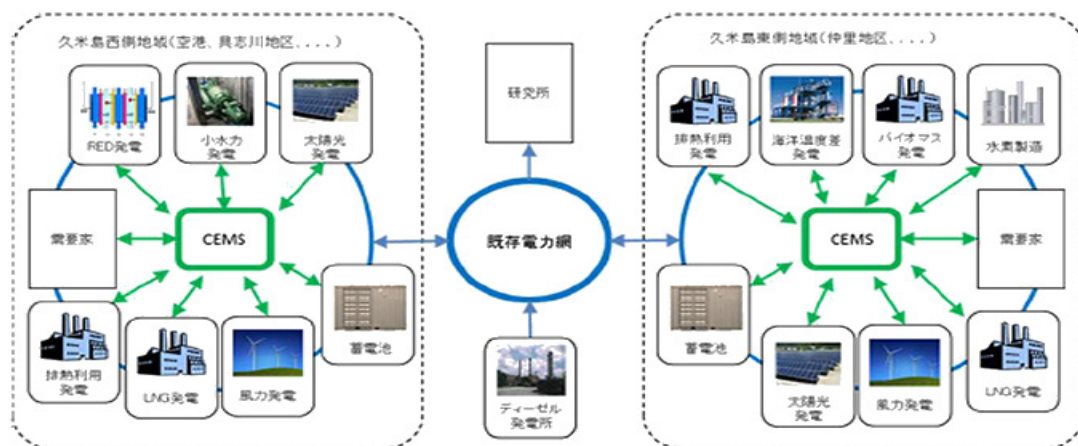 久米島西側地域(空港、具志川地区、....)
RED発電
小水力
発電
太陽光
発電
需要家
CEMS
排熱利用
発電
LNG発電
風力発電
蓄電池
研究所
既存電力網
ディーゼル
発電所
久米島東側地域(仲里地区、....)
排熱利用
発電
海洋温度差
発電
バイオマス
発電
水素製造
CEMS
需要家
蓄電池
太陽光
発電
風力発電
LNG発電